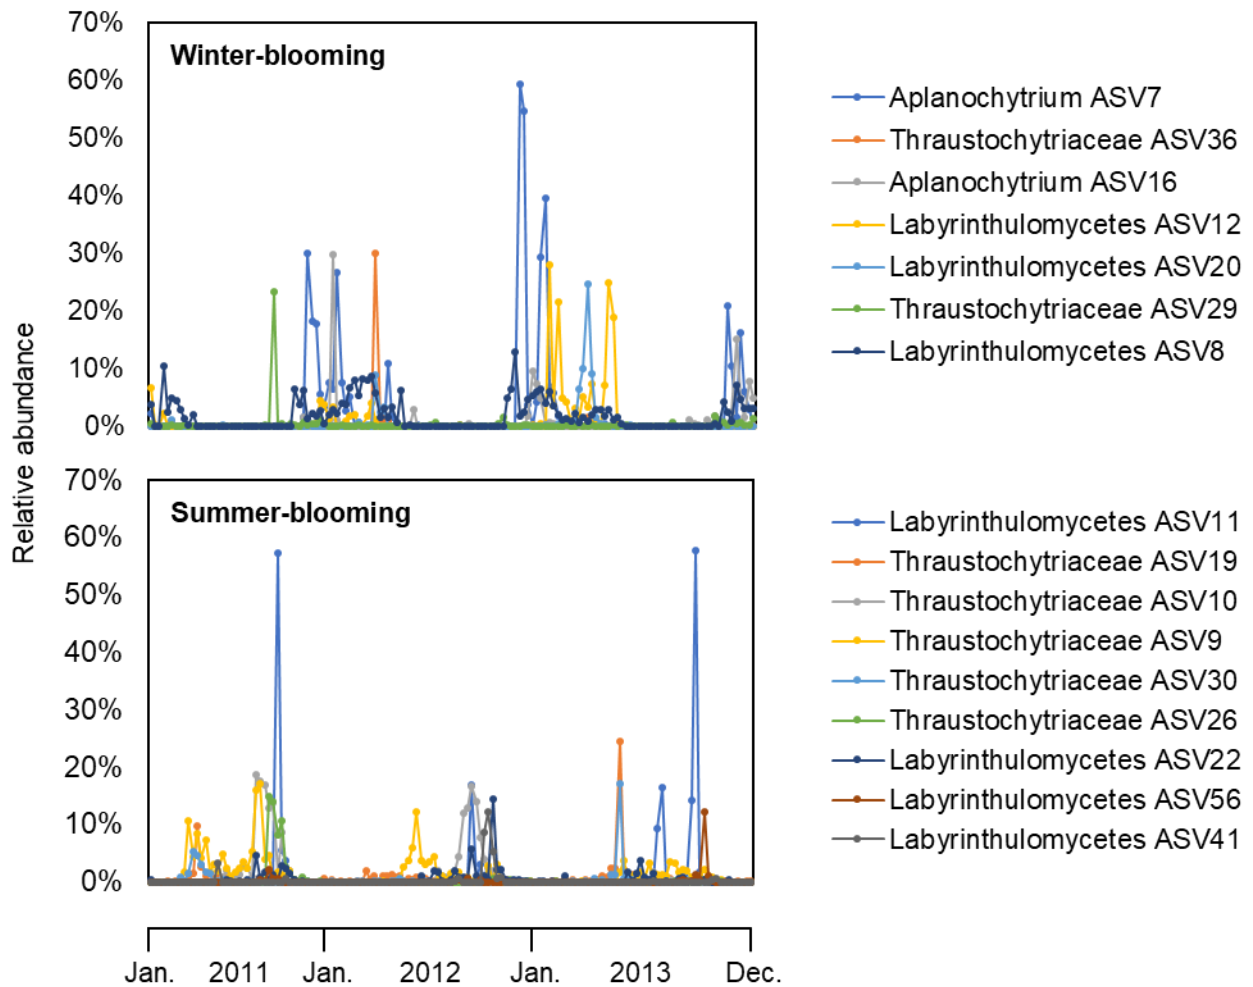 70%
60%
50%
40%
30%
20%
10%
0%
Winter-blooming
Aplanochytrium ASV7
Thraustochytriaceae ASV36
Aplanochytrium ASV16
Labyrinthulomycetes ASV12
Labyrinthulomycetes ASV20
Thraustochytriaceae ASV29
Labyrinthulomycetes ASV8
Relative abundance
70%
60%
50%
40%
30%
20%
10%
0%
Summer-blooming
Labyrinthulomycetes ASV11
Thraustochytriaceae ASV19
Thraustochytriaceae ASV10
Thraustochytriaceae ASV9
Thraustochytriaceae ASV30
Thraustochytriaceae ASV26
Labyrinthulomycetes ASV22
Labyrinthulomycetes ASV56
Labyrinthulomycetes ASV41
Jan. 2011 Jan. 2012 Jan. 2013 Dec.